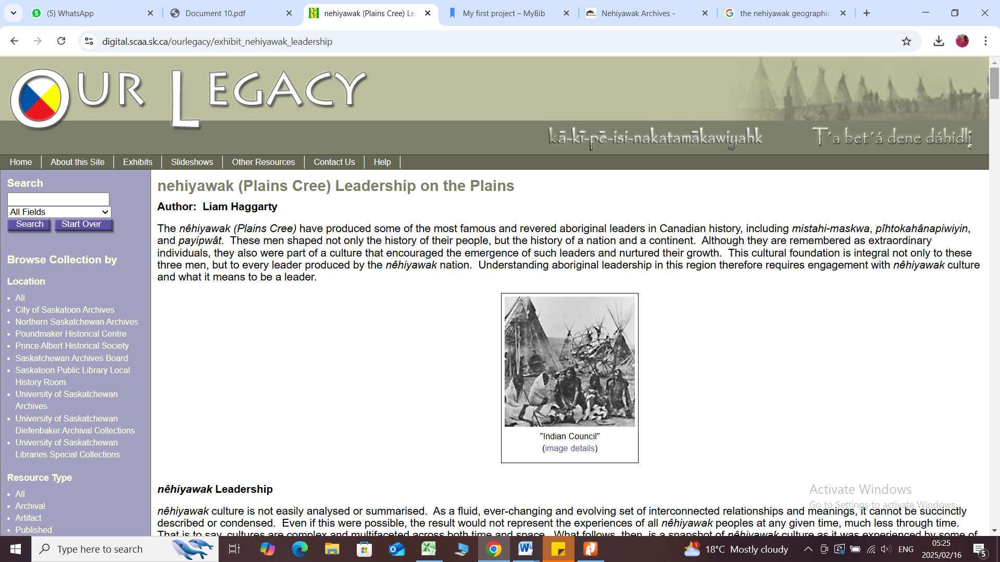 (5) WhatsApp
Document 10.pdf
nehiyawak (Plains Cree) Lea
My first project – MyBib
Nehiyawak Archives -
the nehiyawak geographic
digital.scaa.sk.ca/ourlegacy/exhibit_nehiyawak_leadership
OUR LEGACY
kā-kī-pē-isi-nakatamākawiyahk
T'a bet'á dene dáhídlį
Home
About this Site
Exhibits
Slideshows
Other Resources
Contact Us
Help
Search
All Fields
Search
Start Over
Browse Collection by
Location
All
City of Saskatoon Archives
Northern Saskatchewan Archives
Poundmaker Historical Centre
Prince Albert Historical Society
Saskatchewan Archives Board
Saskatoon Public Library Local
History Room
University of Saskatchewan
Archives
University of Saskatchewan
Diefenbaker Archival Collections
University of Saskatchewan
Libraries Special Collections
Resource Type
All
Archival
Artifact
Published
nehiyawak (Plains Cree) Leadership on the Plains
Author: Liam Haggarty
The nêhiyawak (Plains Cree) have produced some of the most famous and revered aboriginal leaders in Canadian history, including mistahi-maskwa, pîhtokahânapiwiyin,
and payipwât. These men shaped not only the history of their people, but the history of a nation and a continent. Although they are remembered as extraordinary
individuals, they also were part of a culture that encouraged the emergence of such leaders and nurtured their growth. This cultural foundation is integral not only to these
three men, but to every leader produced by the nêhiyawak nation. Understanding aboriginal leadership in this region therefore requires engagement with nêhiyawak culture
and what it means to be a leader.
"Indian Council"
(image details)
nêhiyawak Leadership
nêhiyawak culture is not easily analysed or summarised. As a fluid, ever-changing and evolving set of interconnected relationships and meanings, it cannot be succinctly
described or condensed. Even if this were possible, the result would not represent the experiences of all nêhiyawak peoples at any given time, much less through time.
That is to say, cultures are complex and multifaceted across both time and space. What follows, then, is a snapshot of nêhiyawak culture as it was experienced by some of
Activate Windows
Go to Settings to activate Windows.
Type here to search
1
18°C Mostly cloudy
ENG
05:25
2025/02/16
5